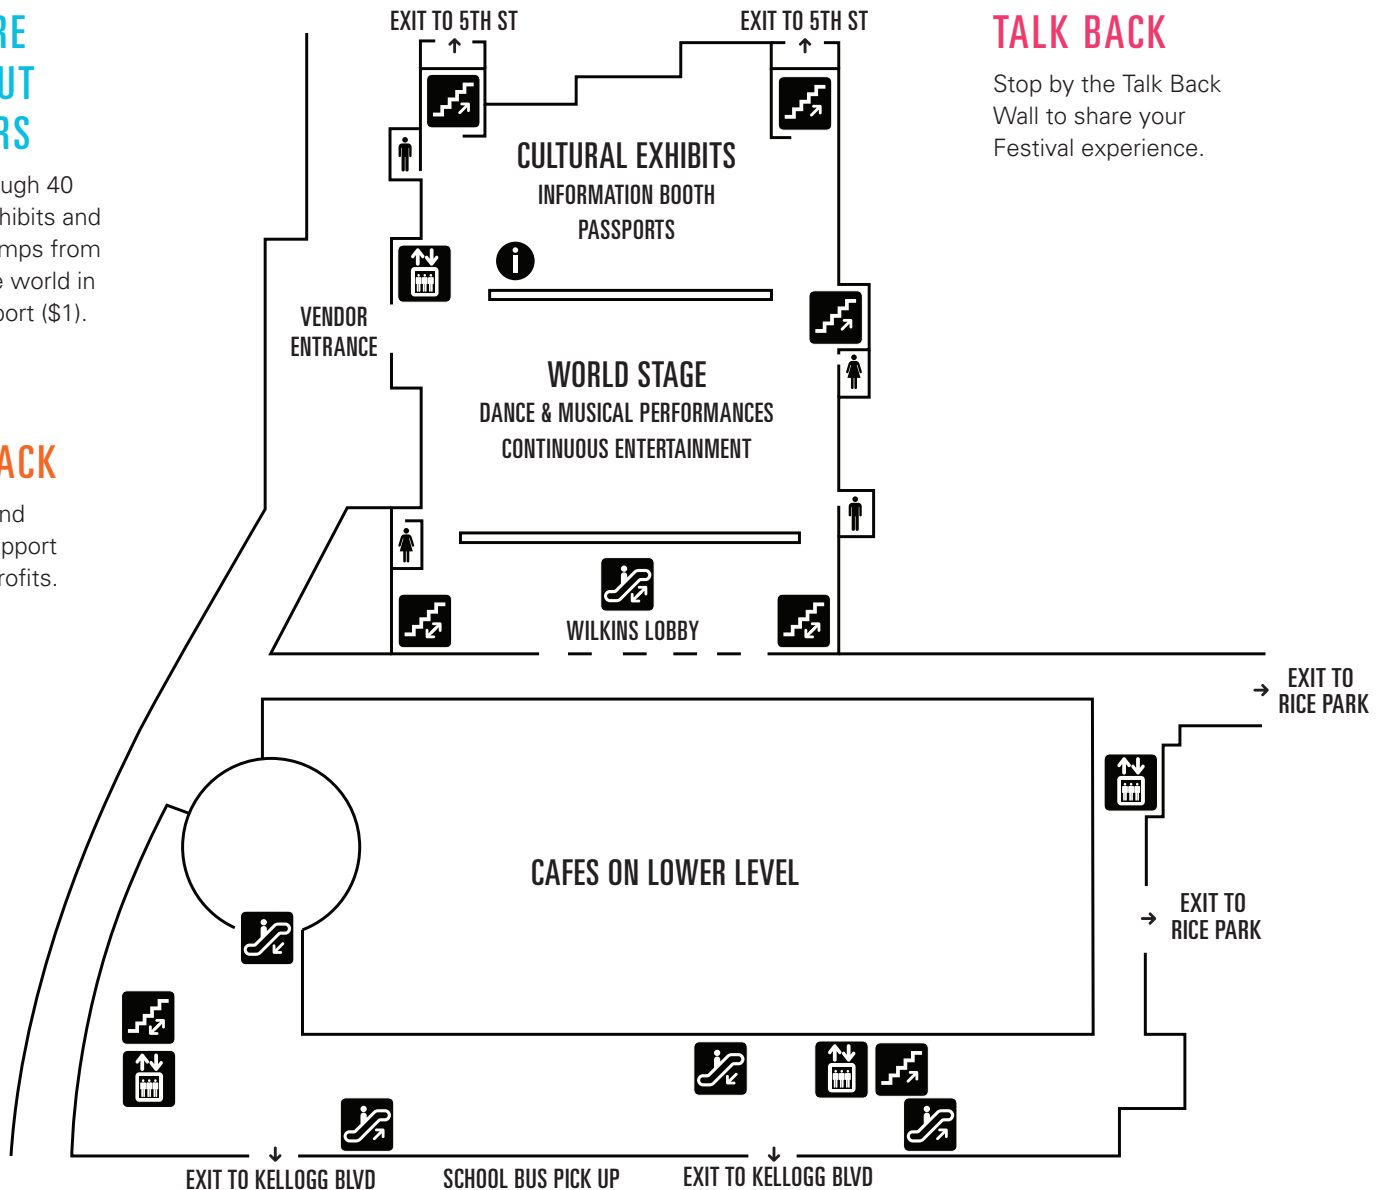 RE
UT
RS
ugh 40
hibits and
mps from
e world in
port ($1).
ACK
nd
pport
rofits.
EXIT TO 5TH ST
EXIT TO 5TH ST
CULTURAL EXHIBITS
INFORMATION BOOTH
PASSPORTS
i
VENDOR
ENTRANCE
WORLD STAGE
DANCE & MUSICAL PERFORMANCES
CONTINUOUS ENTERTAINMENT
WILKINS LOBBY
TALK BACK
Stop by the Talk Back
Wall to share your
Festival experience.
EXIT TO
RICE PARK
CAFES ON LOWER LEVEL
EXIT TO
RICE PARK
EXIT TO KELLOGG BLVD
SCHOOL BUS PICK UP
EXIT TO KELLOGG BLVD